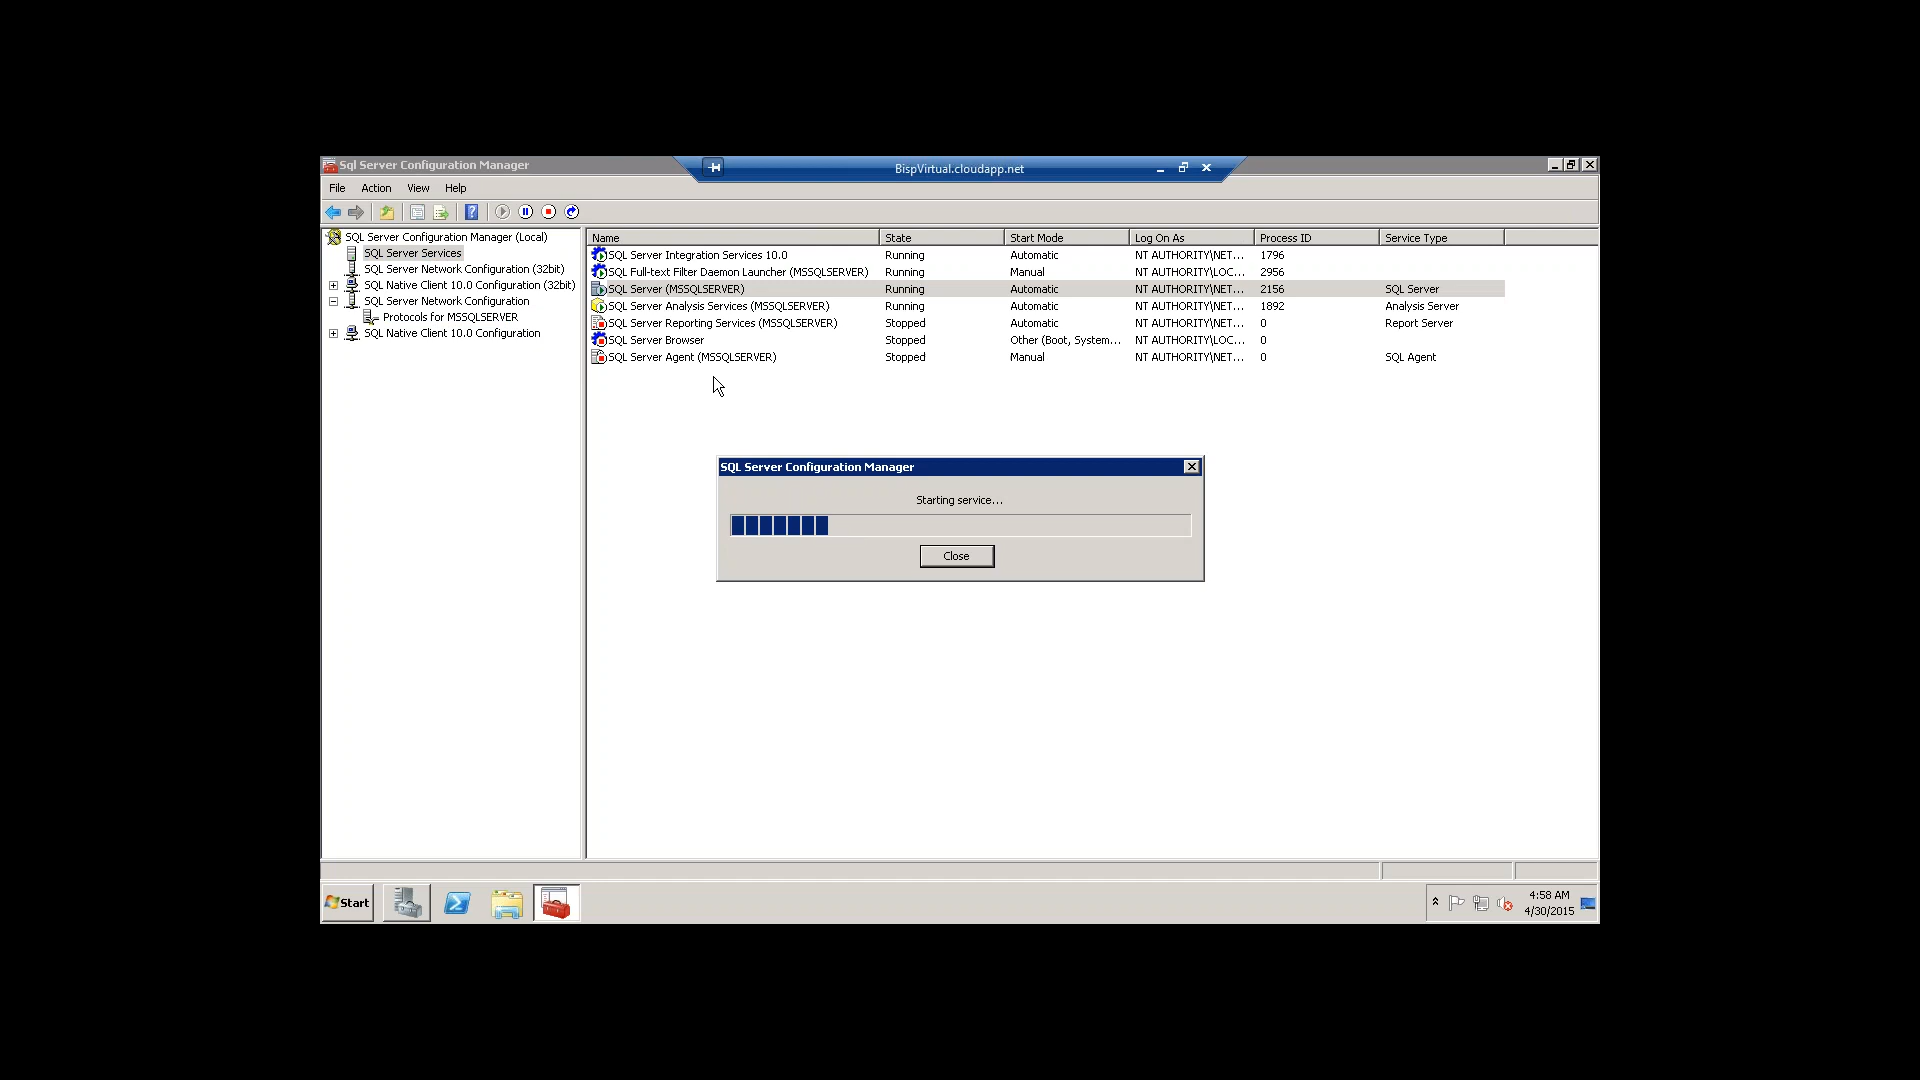 Sql Server Configuration Manager
BispVirtual.cloudapp.net
File Action View Help
SQL Server Configuration Manager (Local)
SQL Server Services
SQL Server Network Configuration (32bit)
SQL Native Client 10.0 Configuration (32bit)
SQL Server Network Configuration
Protocols for MSSQLSERVER
SQL Native Client 10.0 Configuration
Name State Start Mode Log On As Process ID Service Type
SQL Server Integration Services 10.0 Running Automatic NT AUTHORITY\NET... 1796
SQL Full-text Filter Daemon Launcher (MSSQLSERVER) Running Manual NT AUTHORITY\LOC... 2956
SQL Server (MSSQLSERVER) Running Automatic NT AUTHORITY\NET... 2156 SQL Server
SQL Server Analysis Services (MSSQLSERVER) Running Automatic NT AUTHORITY\NET... 1892 Analysis Server
SQL Server Reporting Services (MSSQLSERVER) Stopped Automatic NT AUTHORITY\NET... 0 Report Server
SQL Server Browser Stopped Other (Boot, System... NT AUTHORITY\LOC... 0
SQL Server Agent (MSSQLSERVER) Stopped Manual NT AUTHORITY\NET... 0 SQL Agent
SQL Server Configuration Manager
Starting service...
Close
Start
4:58 AM
4/30/2015